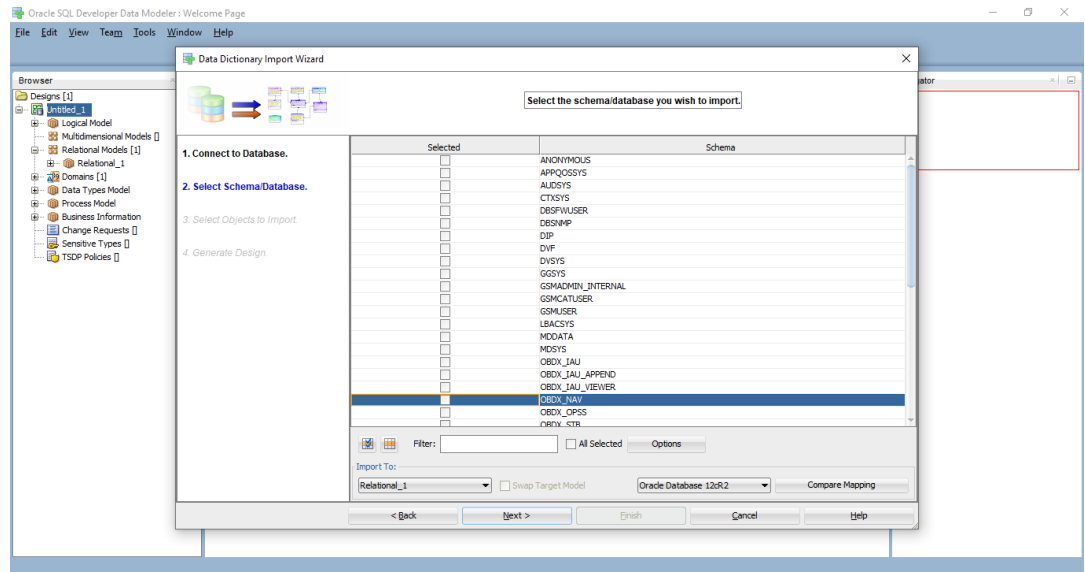 Oracle SQL Developer Data Modeler : Welcome Page
File Edit View Team Tools Window Help
Data Dictionary Import Wizard
Browser
ator
Designs [1]
Untitled_1
Logical Model
Multidimensional Models []
Relational Models [1]
Relational_1
Domains [1]
Data Types Model
Process Model
Business Information
Change Requests []
Sensitive Types []
TSDP Policies []
Select the schema/database you wish to import.
1. Connect to Database.
2. Select Schema/Database.
3. Select Objects to Import.
4. Generate Design.
Selected Schema
ANONYMOUS
APPQOSSYS
AUDSYS
CTXSYS
DBSFWUSER
DBSNMP
DIP
DVF
DVSYS
GGSYS
GSMADMIN_INTERNAL
GSMCATUSER
GSMUSER
LBACSYS
MDDATA
MDSYS
OBDX_IAU
OBDX_IAU_APPEND
OBDX_IAU_VIEWER
OBDX_NAV
OBDX_OPSS
OBDX_STB
Filter: All Selected Options
Import To:
Relational_1 Swap Target Model Oracle Database 12cR2 Compare Mapping
< Back Next > Finish Cancel Help